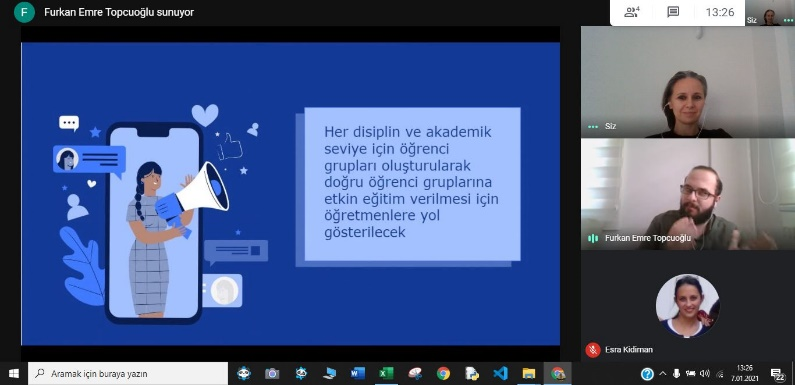 F Furkan Emre Topcuoğlu sunuyor
4
13:26
Siz
Her disiplin ve akademik
seviye için öğrenci
grupları oluşturularak
doğru öğrenci gruplarına
etkin eğitim verilmesi için
öğretmenlere yol
gösterilecek
Siz
Furkan Emre Topcuoğlu
Esra Kidiman
Aramak için buraya yazın
13:26
7.01.2021
22